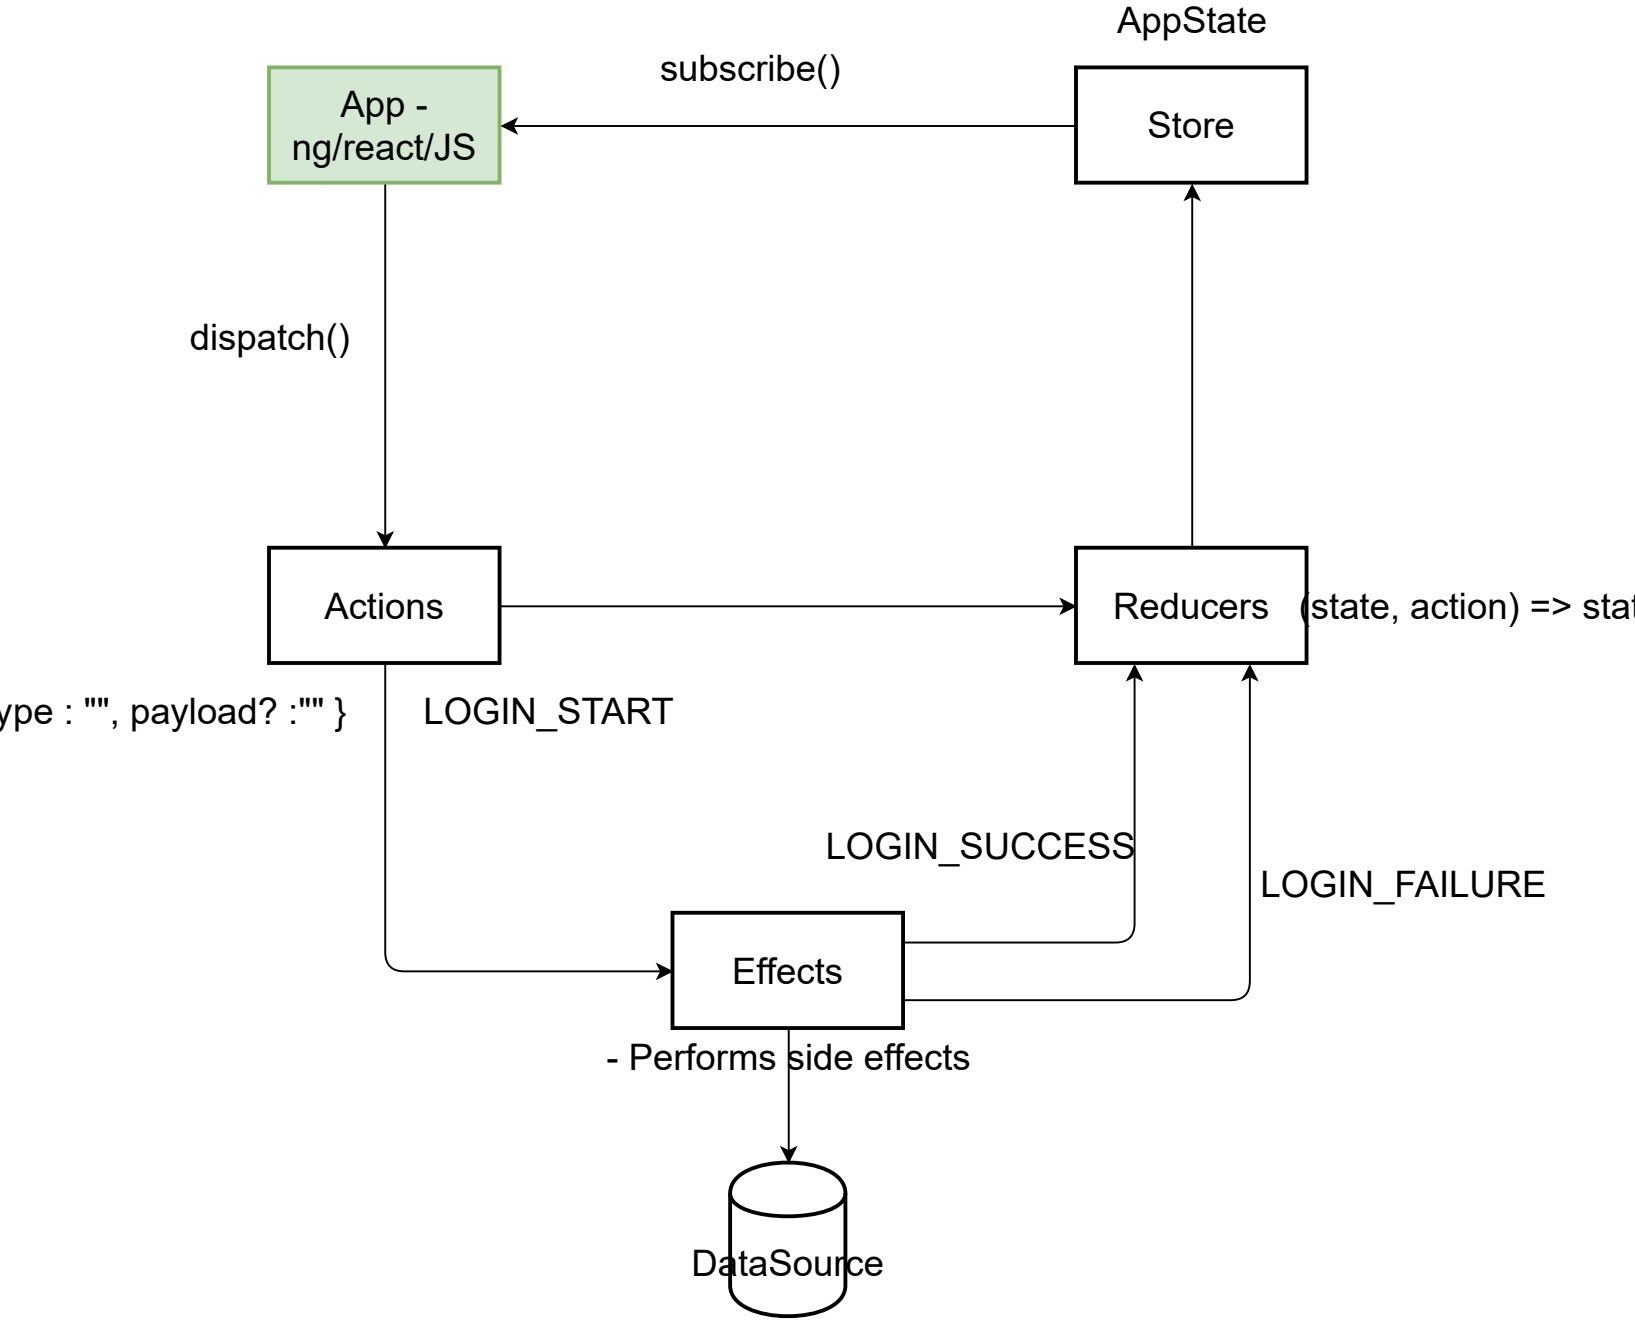 AppState
subscribe()
App -
ng/react/JS
Store
dispatch()
Actions
Reducers
(state, action) => stat
ype : "", payload? :"" }
LOGIN_START
LOGIN_SUCCESS
LOGIN_FAILURE
Effects
- Performs side effects
DataSource